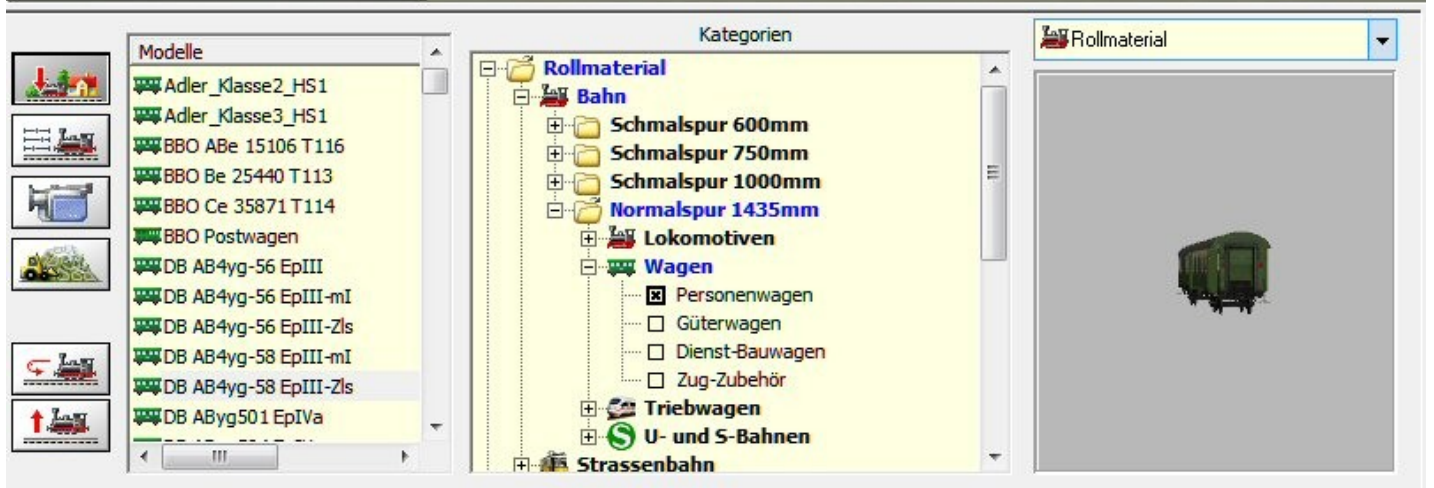 Modelle
Adler_Klasse2_HS1
Adler_Klasse3_HS1
BBO ABe 15106 T116
BBO Be 25440 T113
BBO Ce 35871 T114
BBO Postwagen
DB AB4yg-56 EpIII
DB AB4yg-56 EpIII-mI
DB AB4yg-56 EpIII-Zls
DB AB4yg-58 EpIII-mI
DB AB4yg-58 EpIII-Zls
DB AByg501 EpIVa
Kategorien
Rollmaterial
Bahn
Schmalspur 600mm
Schmalspur 750mm
Schmalspur 1000mm
Normalspur 1435mm
Lokomotiven
Wagen
Personenwagen
Güterwagen
Dienst-Bauwagen
Zug-Zubehör
Triebwagen
S U- und S-Bahnen
Strassenbahn
Rollmaterial